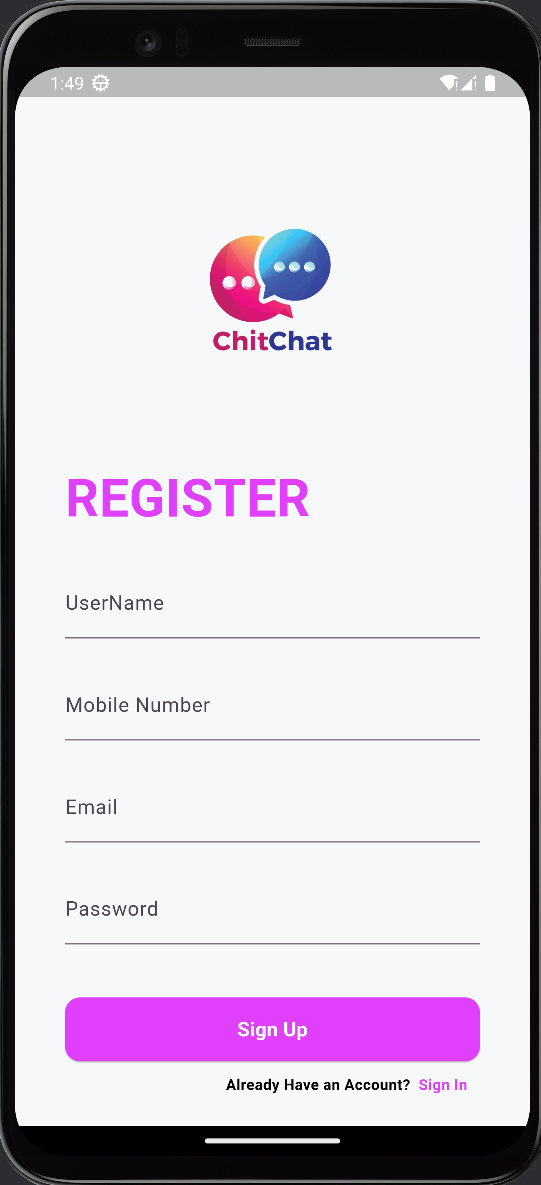 1:49
ChitChat
REGISTER
UserName
Mobile Number
Email
Password
Sign Up
Already Have an Account? Sign In